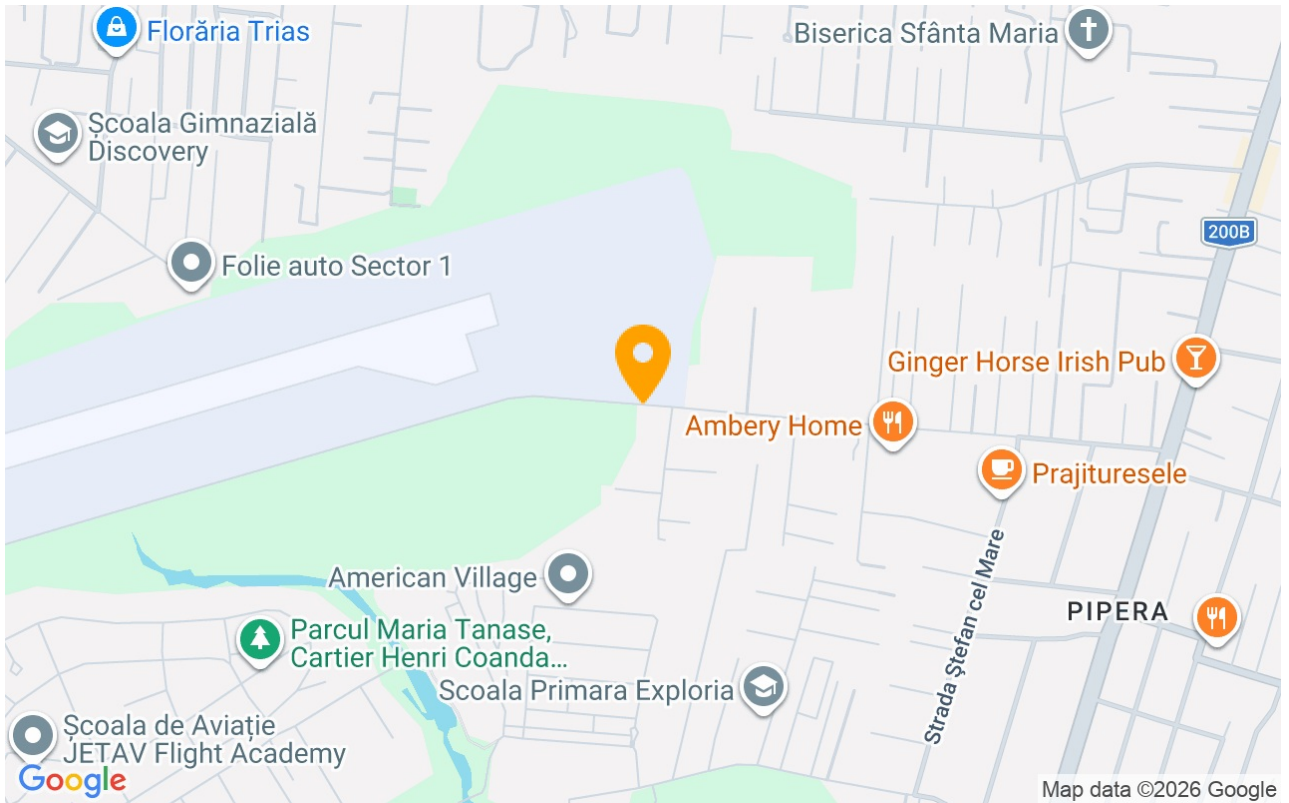 Florăria Trias
Biserica Sfânta Maria
Școala Gimnazială
Discovery
200B
Folie auto Sector 1
Ginger Horse Irish Pub
Ambery Home
Prajituresele
American Village
Strada Ștefan cel Mare
PIPERA
Parcul Maria Tanase,
Cartier Henri Coanda...
Scoala Primara Exploria
Școala de Aviație
JETAV Flight Academy
Google
Map data ©2026 Google